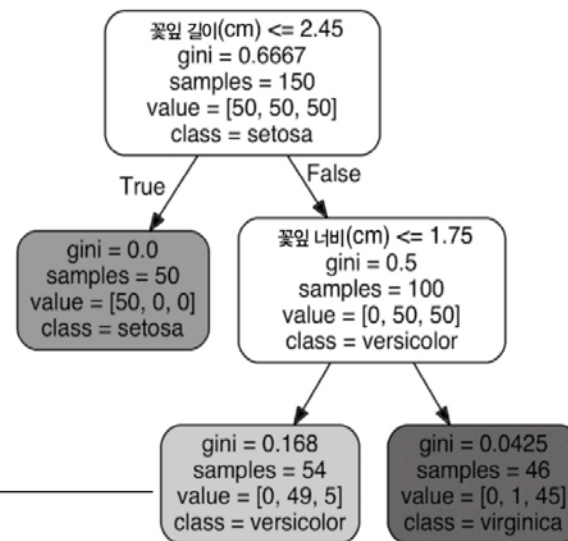 꽃잎 길이(cm) <= 2.45
gini = 0.6667
samples = 150
value = [50, 50, 50]
class = setosa
True
False
gini = 0.0
samples = 50
value = [50, 0, 0]
class = setosa
꽃잎 너비(cm) <= 1.75
gini = 0.5
samples = 100
value = [0, 50, 50]
class = versicolor
gini = 0.168
samples = 54
value = [0, 49, 5]
class = versicolor
gini = 0.0425
samples = 46
value = [0, 1, 45]
class = virginica